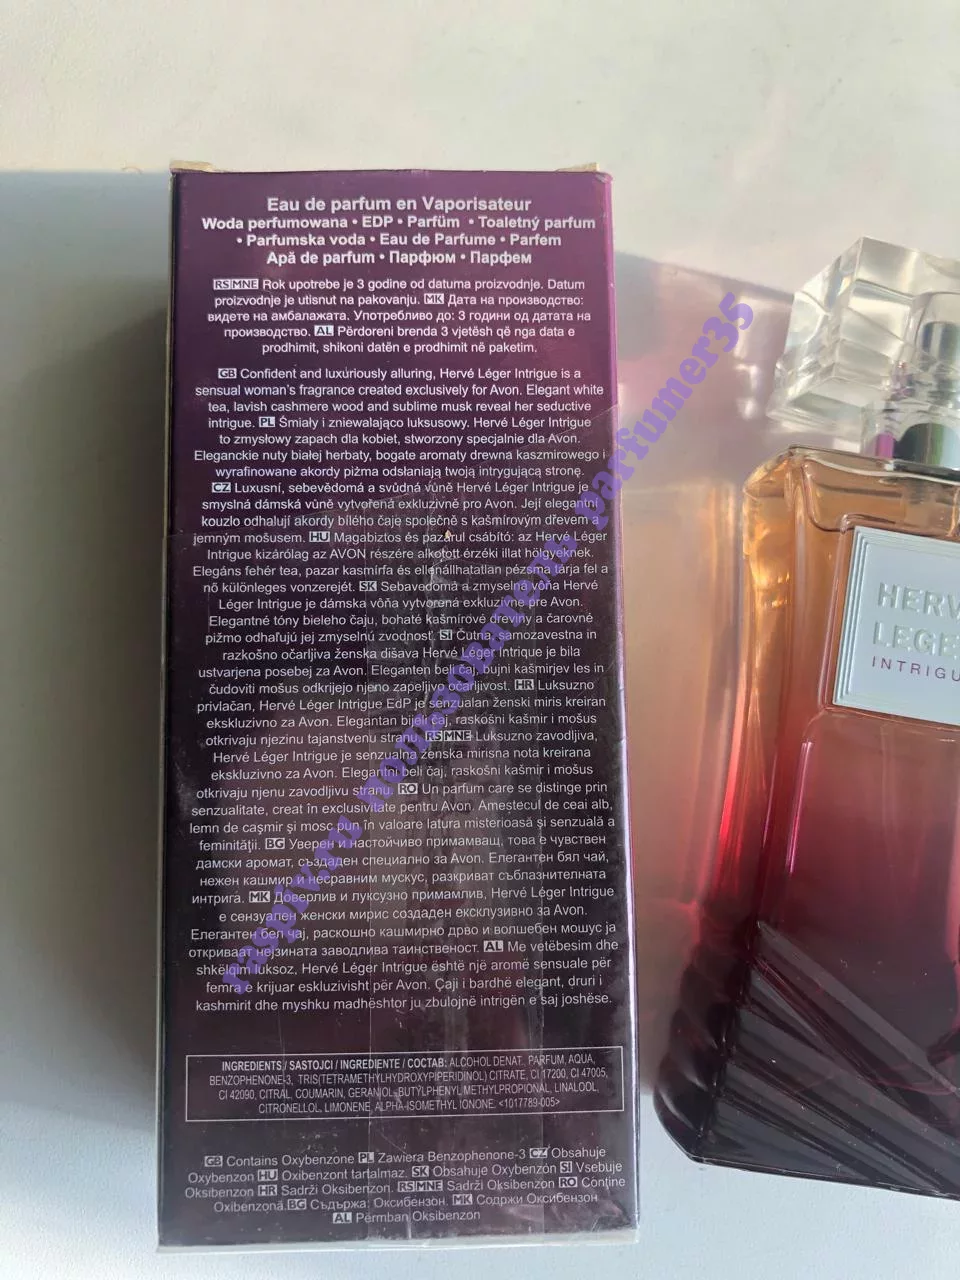 Eau de parfum en Vaporisateur
Woda perfumowana • EDP • Parfüm • Toaletný parfum
• Parfumska voda • Eau de Parfume • Parfem
Apă de parfum • Парфюм • Парфем
RS MNE Rok upotrebe je 3 godine od datuma proizvodnje. Datum
proizvodnje je utisnut na pakovanju. MK Дата на производство:
видете на амбалажата. Употребливо до: 3 години од датата на
производство. AL Përdoreni brenda 3 vjetësh që nga data e
prodhimit, shikoni datën e prodhimit në paketim.
GB Confident and luxuriously alluring, Hervé Léger Intrigue is a
sensual woman's fragrance created exclusively for Avon. Elegant white
tea, lavish cashmere wood and sublime musk reveal her seductive
intrigue. PL Śmiały i zniewalająco luksusowy. Hervé Léger Intrigue
to zmysłowy zapach dla kobiet, stworzony specjalnie dla Avon.
Eleganckie nuty białej herbaty, bogate aromaty drewna kaszmirowego i
wyrafinowane akordy piżma odsłaniają twoją intrygującą stronę.
CZ Luxusní, sebevědomá a svůdná vůně Hervé Léger Intrigue je
smyslná dámská vůně vytvořená exkluzivně pro Avon. Její elegantní
kouzlo odhalují akordy bílého čaje společně s kašmírovým dřevem a
jemným mošusem. HU Magabiztos és pazarul csábító: az Hervé Léger
Intrigue kizárólag az AVON részére alkotott érzéki illat hölgyeknek.
Elegáns fehér tea, pazar kasmírfa és ellenállhatatlan pézsma tárja fel a
nő különleges vonzerejét. SK Sebavedomá a zmyselná vôňa Hervé
Léger Intrigue je dámska vôňa vytvorená exkluzívne pre Avon.
Elegantné tóny bieleho čaju, bohaté kašmírové dreviny a čarovné
pižmo odhaľujú jej zmyselnú zvodnosť. SI Čutna, samozavestna in
razkošno očarljiva ženska dišava Hervé Léger Intrigue je bila
ustvarjena posebej za Avon. Eleganten beli čaj, bujni kašmirjev les in
čudoviti mošus odkrijejo njeno zapeljivo očarljivost. HR Luksuzno
privlačan, Hervé Léger Intrigue EdP je senzualan ženski miris kreiran
ekskluzivno za Avon. Elegantan bijeli čaj, raskošni kašmir i mošus
otkrivaju njezinu tajanstvenu stranu. RS MNE Luksuzno zavodljiva,
Hervé Léger Intrigue je senzualna ženska mirisna nota kreirana
ekskluzivno za Avon. Elegantni beli čaj, raskošni kašmir i mošus
otkrivaju njenu zavodljivu stranu. RO Un parfum care se distinge prin
senzualitate, creat în exclusivitate pentru Avon. Amestecul de ceai alb,
lemn de caşmir şi mosc pun în valoare latura misterioasă şi senzuală a
feminităţii. BG Уверен и настойчиво примамващ, това е чувствен
дамски аромат, създаден специално за Avon. Елегантен бял чай,
нежен кашмир и несравним мускус, разкриват съблазнителната
интрига. MK Доверлив и луксузно примамлив, Hervé Léger Intrigue
е сензуален женски мирис создаден ексклузивно за Avon.
Елегантен бел чај, раскошно кашмирно дрво и волшебен мошус ја
откриваат нејзината заводлива таинственост. AL Me vetëbesim dhe
shkëlqim luksoz, Hervé Léger Intrigue është një aromë sensuale për
femra e krijuar eskluzivisht për Avon. Çaji i bardhë elegant, druri i
kashmirit dhe myshku madhështor ju zbulojnë intrigën e saj joshëse.
INGREDIENTS / SASTOJCI / INGREDIENTE / СОСТАВ: ALCOHOL DENAT., PARFUM, AQUA,
BENZOPHENONE-3, TRIS(TETRAMETHYLHYDROXYPIPERIDINOL) CITRATE, CI 17200, CI 47005,
CI 42090, CITRAL, COUMARIN, GERANIOL, BUTYLPHENYL METHYLPROPIONAL, LINALOOL,
CITRONELLOL, LIMONENE, ALPHA-ISOMETHYL IONONE. <1017789-005>
GB Contains Oxybenzone PL Zawiera Benzophenone-3 CZ Obsahuje
Oxybenzon HU Oxibenzont tartalmaz. SK Obsahuje Oxybenzón SI Vsebuje
Oksibenzon HR Sadrži Oksibenzon. RS MNE Sadrži Oksibenzon RO Conţine
Oxibenzonă. BG Съдържа: Оксибензон. MK Содржи Оксибензон
AL Përmban Oksibenzon
HERV
LEGE
INTRIGU